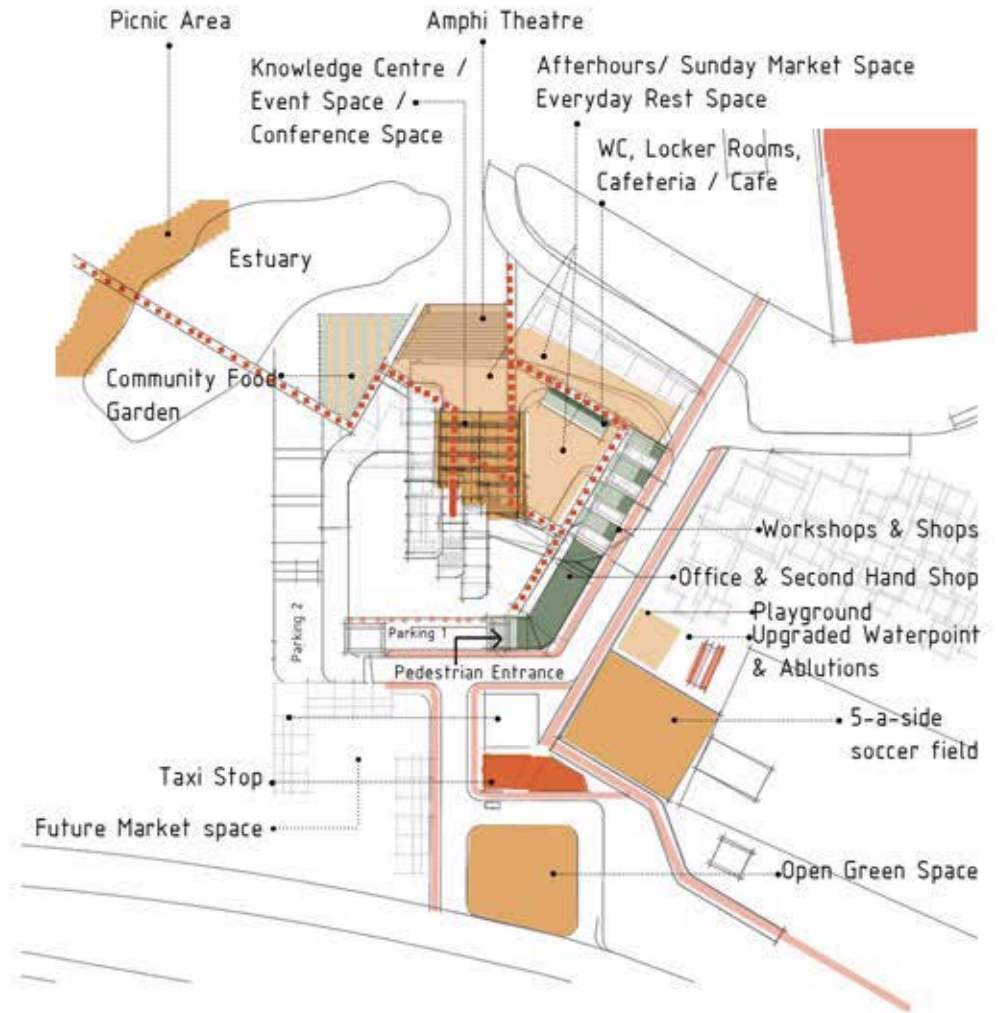 Picnic Area
Amphi Theatre
Knowledge Centre /
Event Space /
Conference Space
Afterhours/ Sunday Market Space
Everyday Rest Space
WC, Locker Rooms,
Cafeteria / Cafe
Estuary
Community Food
Garden
Workshops & Shops
Office & Second Hand Shop
Playground
Upgraded Waterpoint
& Ablutions
Parking 2
Parking 1
Pedestrian Entrance
5-a-side
soccer field
Taxi Stop
Future Market space
Open Green Space